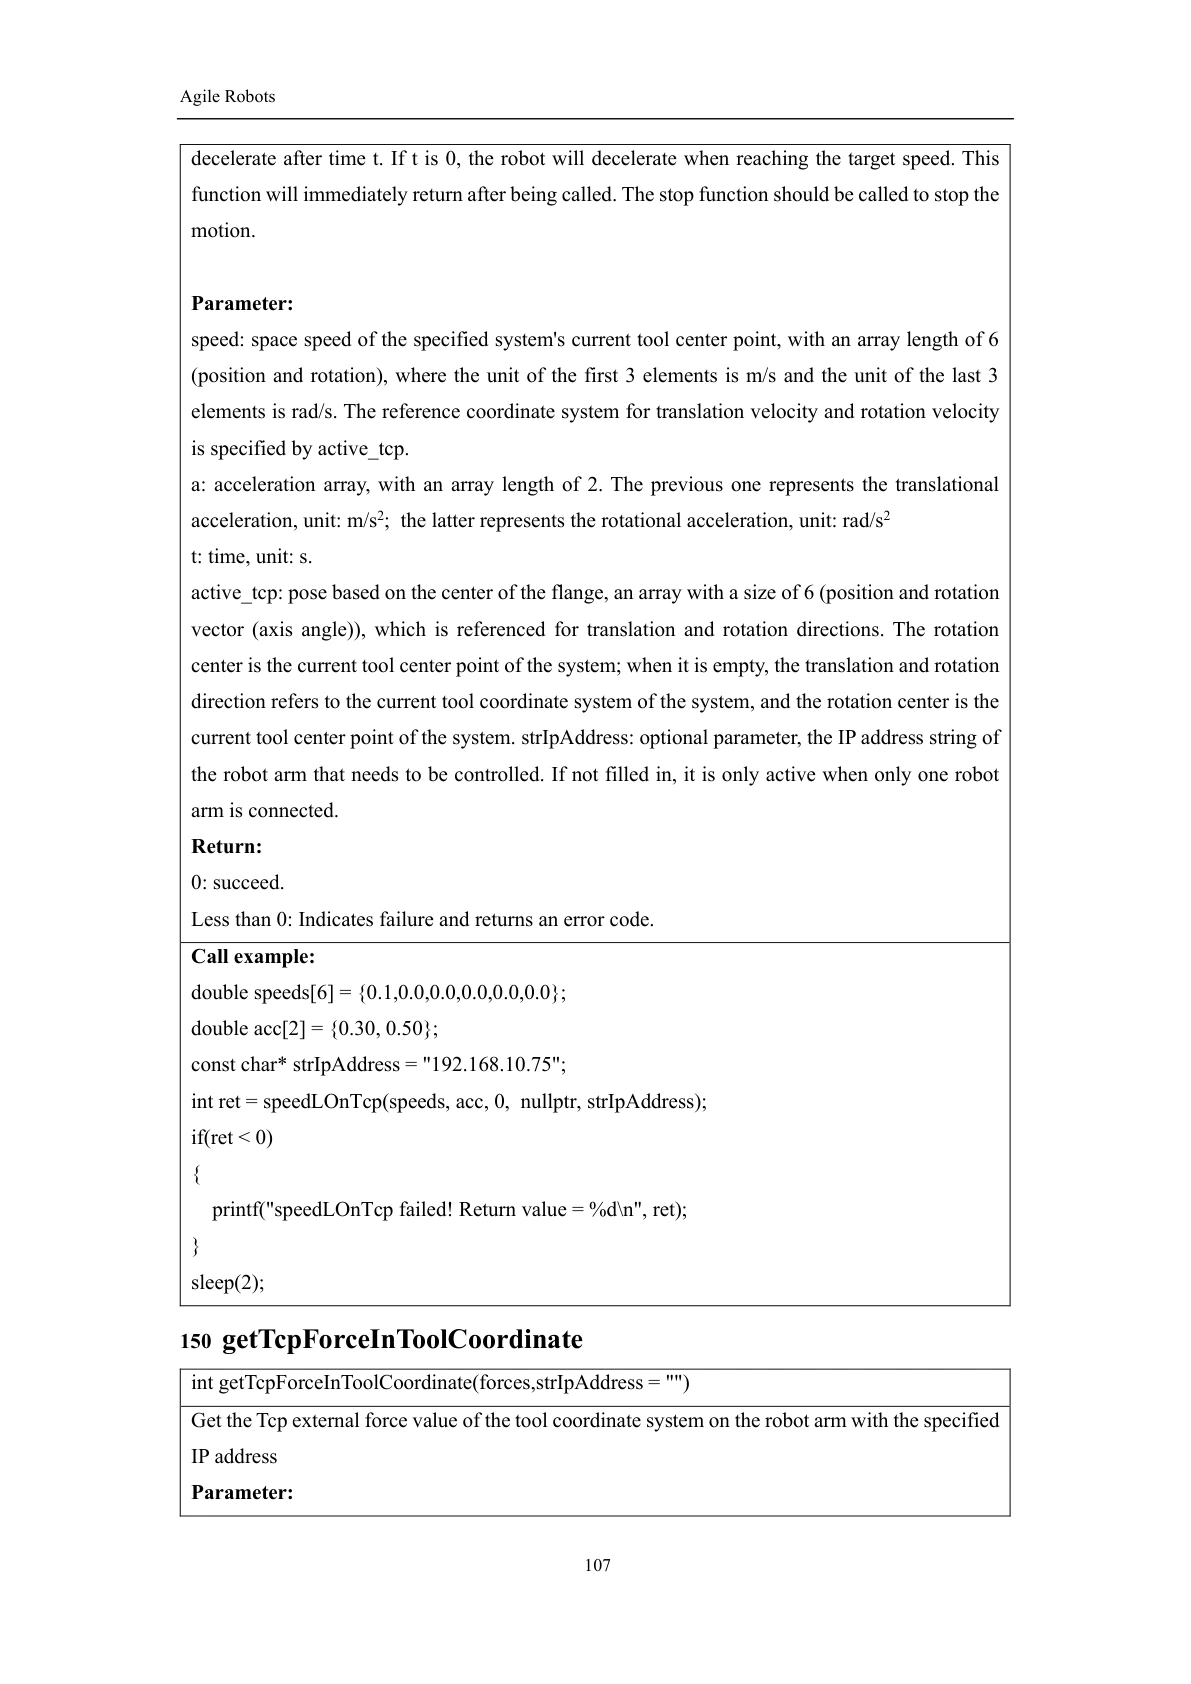 Agile Robots
decelerate after time t. If t is 0, the robot will decelerate when reaching the target speed. This
function will immediately return after being called. The stop function should be called to stop the
motion.
Parameter:
speed: space speed of the specified system's current tool center point, with an array length of 6
(position and rotation), where the unit of the first 3 elements is m/s and the unit of the last 3
elements is rad/s. The reference coordinate system for translation velocity and rotation velocity
is specified by active_tcp.
a: acceleration array, with an array length of 2. The previous one represents the translational
acceleration, unit: m/s²;  the latter represents the rotational acceleration, unit: rad/s²
t: time, unit: s.
active_tcp: pose based on the center of the flange, an array with a size of 6 (position and rotation
vector (axis angle)), which is referenced for translation and rotation directions. The rotation
center is the current tool center point of the system; when it is empty, the translation and rotation
direction refers to the current tool coordinate system of the system, and the rotation center is the
current tool center point of the system. strIpAddress: optional parameter, the IP address string of
the robot arm that needs to be controlled. If not filled in, it is only active when only one robot
arm is connected.
Return:
0: succeed.
Less than 0: Indicates failure and returns an error code.
Call example:
double speeds[6] = {0.1,0.0,0.0,0.0,0.0,0.0};
double acc[2] = {0.30, 0.50};
const char* strIpAddress = "192.168.10.75";
int ret = speedLOnTcp(speeds, acc, 0,  nullptr, strIpAddress);
if(ret < 0)
{
printf("speedLOnTcp failed! Return value = %d\n", ret);
}
sleep(2);
150 getTcpForceInToolCoordinate
int getTcpForceInToolCoordinate(forces,strIpAddress = "")
Get the Tcp external force value of the tool coordinate system on the robot arm with the specified
IP address
Parameter:
107